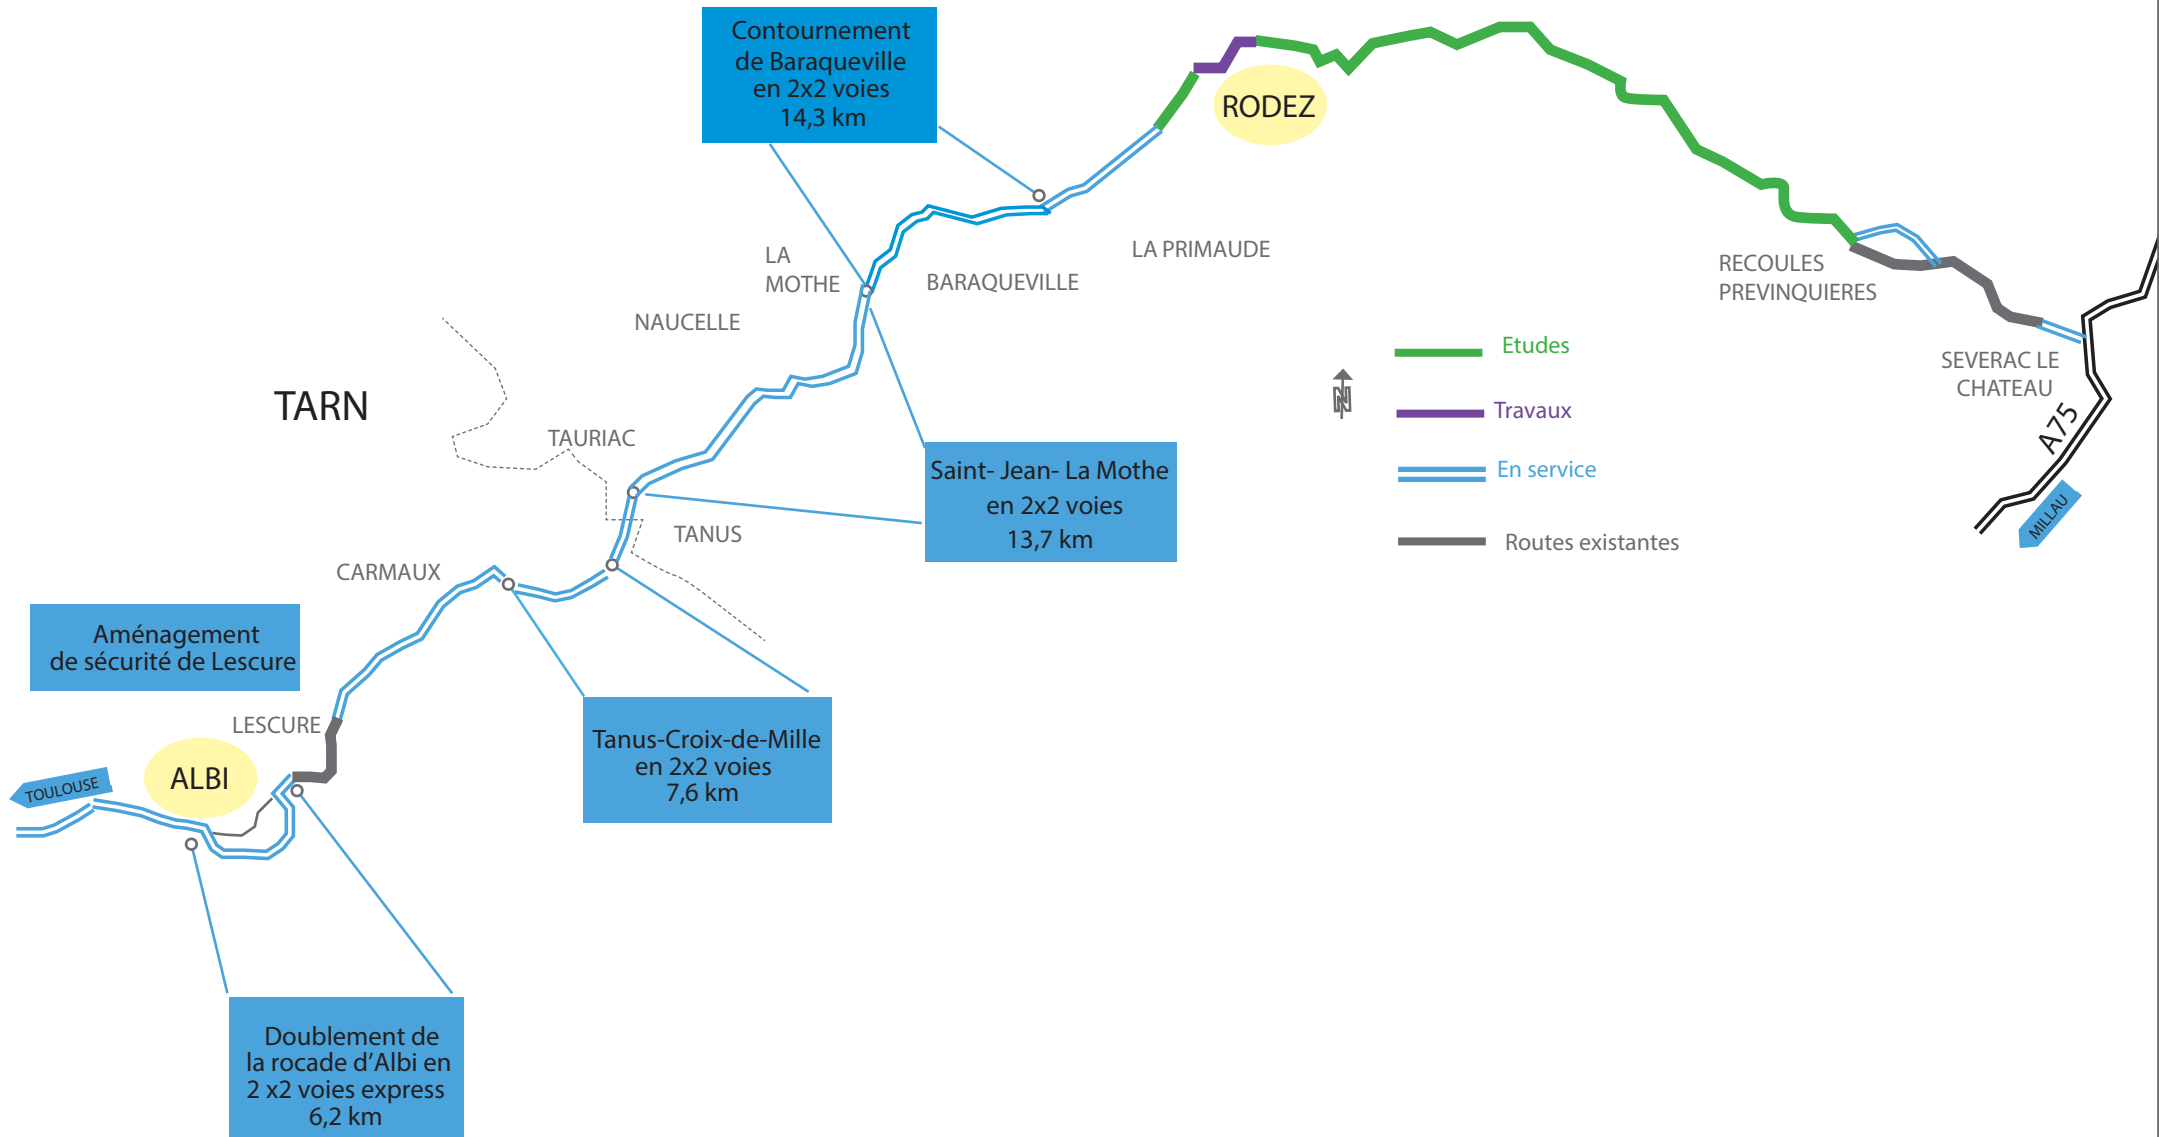 Contournement
de Baraqueville
en 2x2 voies
14,3 km
RODEZ
LA PRIMAUDE
LA
MOTHE
BARAQUEVILLE
NAUCELLE
RECOULES
PREVINQUIERES
SEVERAC LE
CHATEAU
A75
MILLAU
Etudes
Travaux
En service
Routes existantes
N
TARN
TAURIAC
Saint- Jean- La Mothe
en 2x2 voies
13,7 km
TANUS
CARMAUX
Aménagement
de sécurité de Lescure
LESCURE
ALBI
TOULOUSE
Tanus-Croix-de-Mille
en 2x2 voies
7,6 km
Doublement de
la rocade d’Albi en
2 x2 voies express
6,2 km